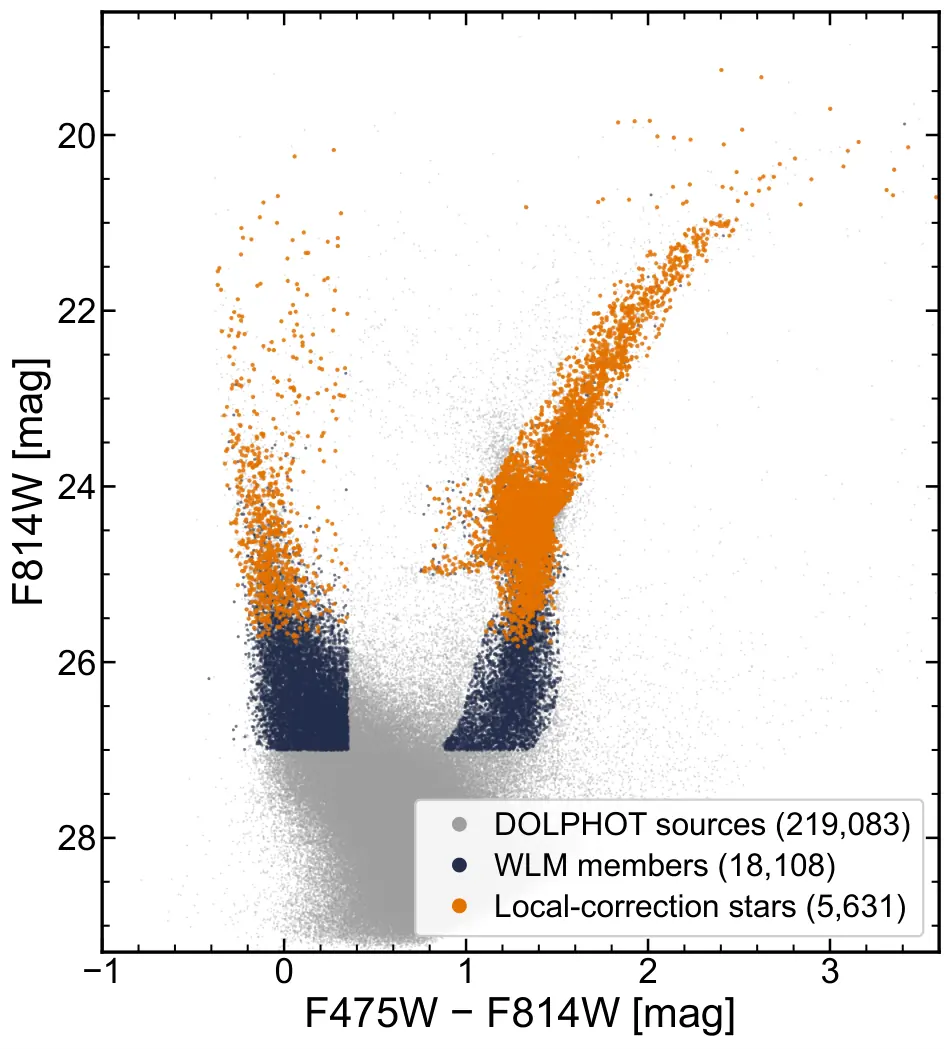 20
22
24
26
28
F814W [mag]
DOLPHOT sources (219,083)
WLM members (18,108)
Local-correction stars (5,631)
−1
0
1
2
3
F475W − F814W [mag]